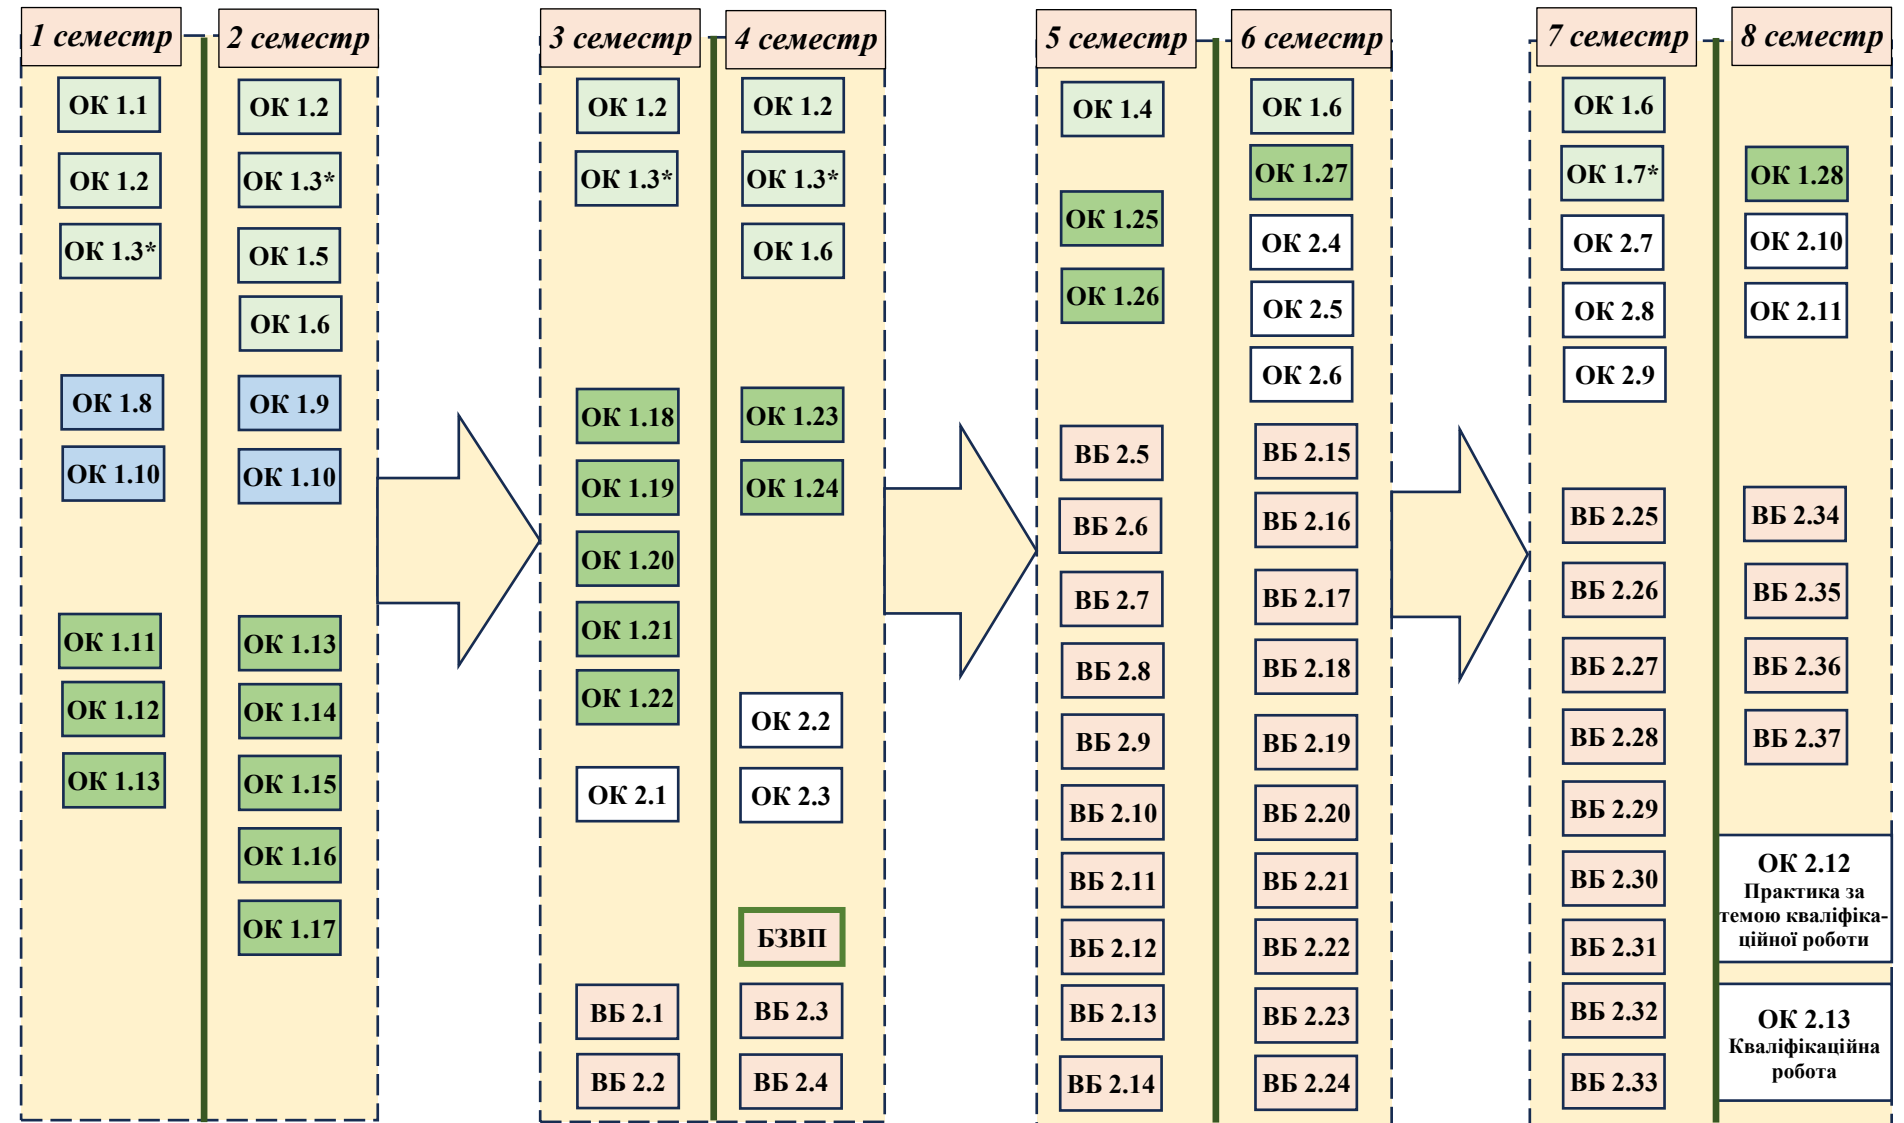 1 семестр
ОК 1.1
ОК 1.2
ОК 1.3*
ОК 1.8
ОК 1.10
ОК 1.11
ОК 1.12
ОК 1.13
2 семестр
ОК 1.2
ОК 1.3*
ОК 1.5
ОК 1.6
ОК 1.9
ОК 1.10
ОК 1.13
ОК 1.14
ОК 1.15
ОК 1.16
ОК 1.17
3 семестр
ОК 1.2
ОК 1.3*
ОК 1.18
ОК 1.19
ОК 1.20
ОК 1.21
ОК 1.22
ОК 2.1
ВБ 2.1
ВБ 2.2
4 семестр
ОК 1.2
ОК 1.3*
ОК 1.6
ОК 1.23
ОК 1.24
ОК 2.2
ОК 2.3
БЗВП
ВБ 2.3
ВБ 2.4
5 семестр
ОК 1.4
ОК 1.25
ОК 1.26
ВБ 2.5
ВБ 2.6
ВБ 2.7
ВБ 2.8
ВБ 2.9
ВБ 2.10
ВБ 2.11
ВБ 2.12
ВБ 2.13
ВБ 2.14
6 семестр
ОК 1.6
ОК 1.27
ОК 2.4
ОК 2.5
ОК 2.6
ВБ 2.15
ВБ 2.16
ВБ 2.17
ВБ 2.18
ВБ 2.19
ВБ 2.20
ВБ 2.21
ВБ 2.22
ВБ 2.23
ВБ 2.24
7 семестр
ОК 1.6
ОК 1.7*
ОК 2.7
ОК 2.8
ОК 2.9
ВБ 2.25
ВБ 2.26
ВБ 2.27
ВБ 2.28
ВБ 2.29
ВБ 2.30
ВБ 2.31
ВБ 2.32
ВБ 2.33
8 семестр
ОК 1.28
ОК 2.10
ОК 2.11
ВБ 2.34
ВБ 2.35
ВБ 2.36
ВБ 2.37
ОК 2.12
Практика за
темою кваліфіка-
ційної роботи
ОК 2.13
Кваліфікаційна
робота